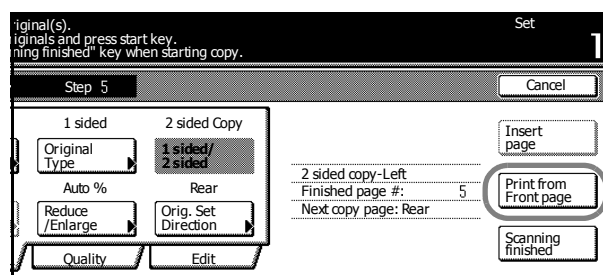 riginal(s).
iginals and press start key.
ning finished" key when starting copy.
Set
1
Step 5
Cancel
1 sided
2 sided Copy
Original
Type
1 sided/
2 sided
Auto %
Rear
Reduce
/Enlarge
Orig. Set
Direction
Quality
Edit
2 sided copy-Left
Finished page #: 5
Next copy page: Rear
Insert
page
Print from
Front page
Scanning
finished